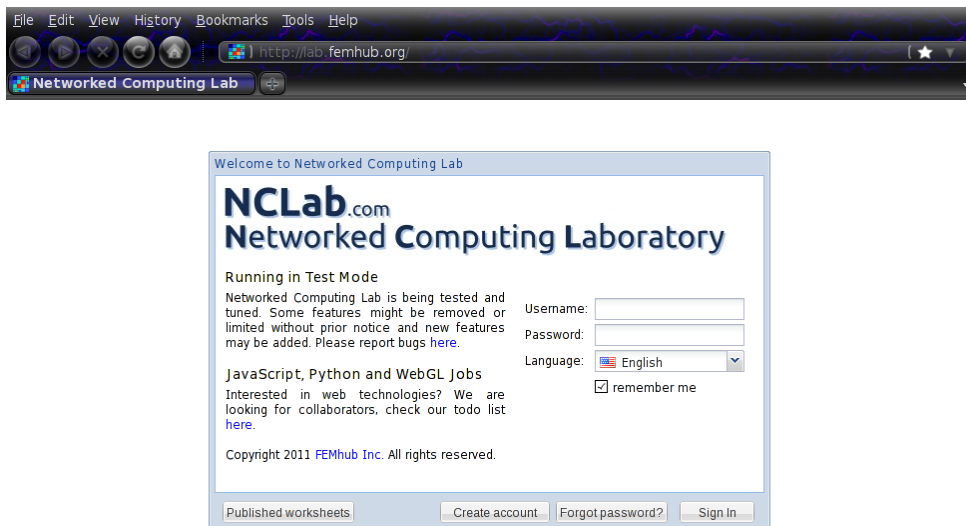 File Edit View History Bookmarks Tools Help
http://lab.femhub.org/
Networked Computing Lab
Welcome to Networked Computing Lab
NCLab.com
Networked Computing Laboratory
Running in Test Mode
Networked Computing Lab is being tested and
tuned. Some features might be removed or
limited without prior notice and new features
may be added. Please report bugs here.
JavaScript, Python and WebGL Jobs
Interested in web technologies? We are
looking for collaborators, check our todo list
here.
Copyright 2011 FEMhub Inc. All rights reserved.
Username:
Password:
Language: English
remember me
Published worksheets Create account Forgot password? Sign In